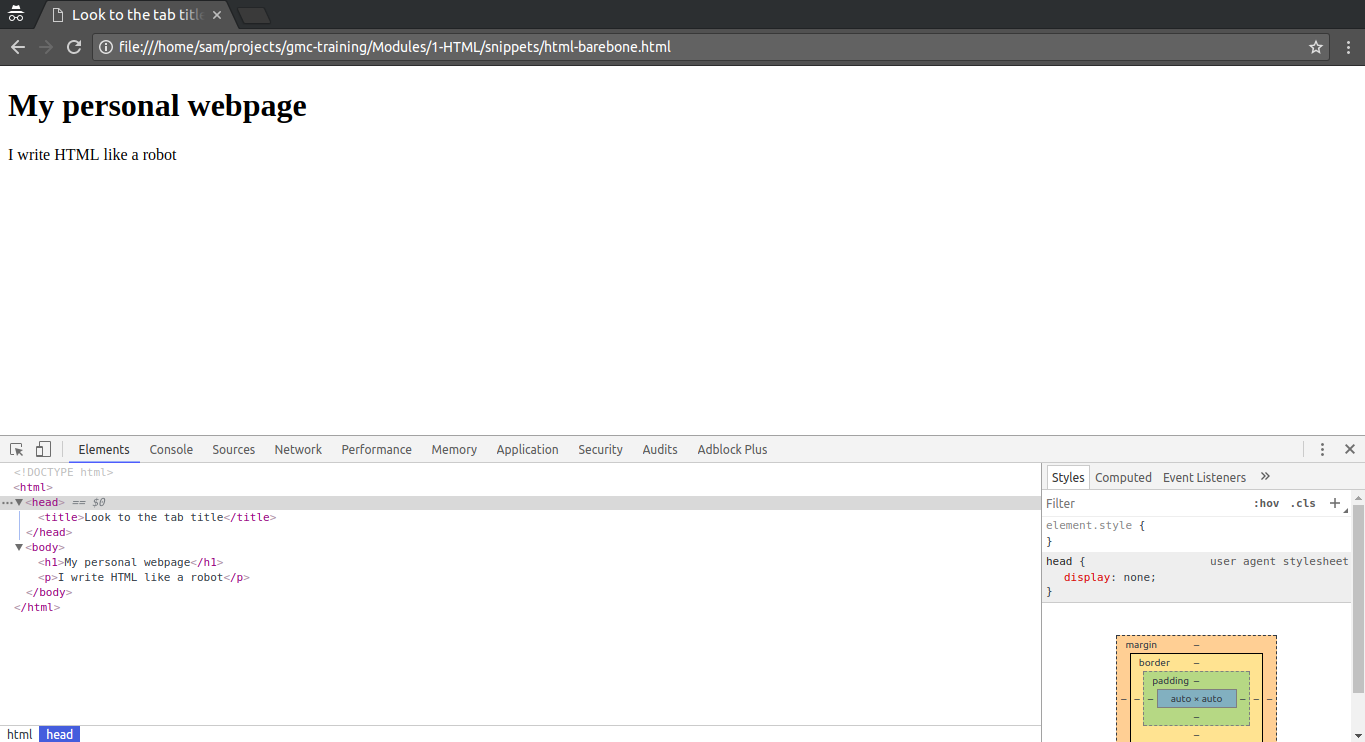 Look to the tab title
file:///home/sam/projects/gmc-training/Modules/1-HTML/snippets/html-barebone.html
My personal webpage
I write HTML like a robot
Elements Console Sources Network Performance Memory Application Security Audits Adblock Plus
<!DOCTYPE html>
<html>
<head> == $0
<title>Look to the tab title</title>
</head>
<body>
<h1>My personal webpage</h1>
<p>I write HTML like a robot</p>
</body>
</html>
html head
Styles Computed Event Listeners »
Filter :hov .cls +
element.style {
}
head { user agent stylesheet
display: none;
}
margin –
border –
padding –
– – – auto × auto – – –
–
–